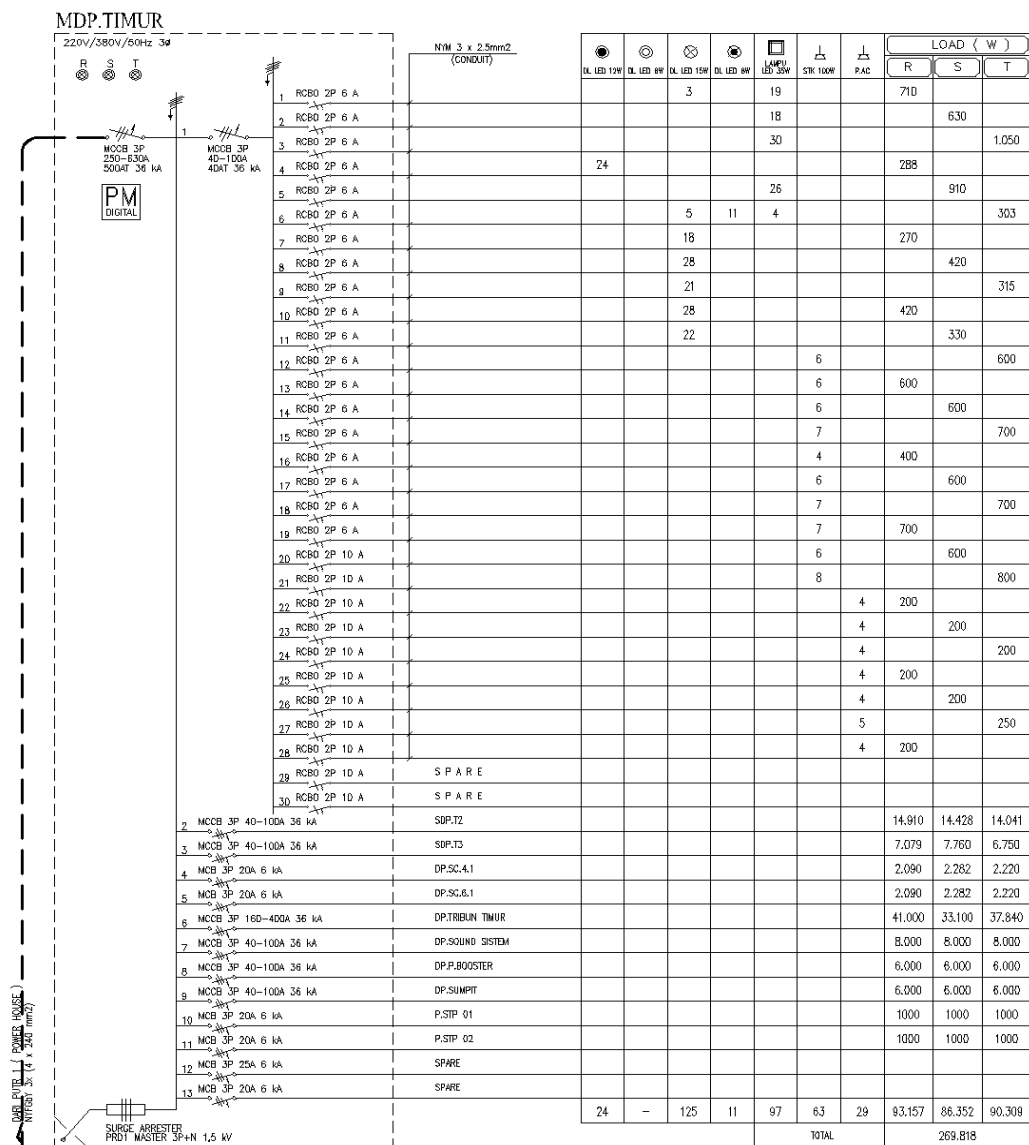 MDP.TIMUR
220V/380V/50Hz 3ø
R S T
NYM 3 x 2.5mm2
(CONDUIT)
DL LED 12W DL LED 8W DL LED 15W DL LED 8W LAMPU LED 35W STK 100W P.AC LOAD ( W )
R S T
MCCB 3P
250-630A
500AT 36 kA
1 MCCB 3P
40-100A
40AT 36 kA
PM
DIGITAL
1 RCBO 2P 6 A 3 19 710
2 RCBO 2P 6 A 18 630
3 RCBO 2P 6 A 30 1.050
4 RCBO 2P 6 A 24 288
5 RCBO 2P 6 A 26 910
6 RCBO 2P 6 A 5 11 4 303
7 RCBO 2P 6 A 18 270
8 RCBO 2P 6 A 28 420
9 RCBO 2P 6 A 21 315
10 RCBO 2P 6 A 28 420
11 RCBO 2P 6 A 22 330
12 RCBO 2P 6 A 6 600
13 RCBO 2P 6 A 6 600
14 RCBO 2P 6 A 6 600
15 RCBO 2P 6 A 7 700
16 RCBO 2P 6 A 4 400
17 RCBO 2P 6 A 6 600
18 RCBO 2P 6 A 7 700
19 RCBO 2P 6 A 7 700
20 RCBO 2P 10 A 6 600
21 RCBO 2P 10 A 8 800
22 RCBO 2P 10 A 4 200
23 RCBO 2P 10 A 4 200
24 RCBO 2P 10 A 4 200
25 RCBO 2P 10 A 4 200
26 RCBO 2P 10 A 4 200
27 RCBO 2P 10 A 5 250
28 RCBO 2P 10 A 4 200
29 RCBO 2P 10 A S P A R E
30 RCBO 2P 10 A S P A R E
2 MCCB 3P 40-100A 36 kA SDP.T2 14.910 14.428 14.041
3 MCCB 3P 40-100A 36 kA SDP.T3 7.079 7.760 6.750
4 MCB 3P 20A 6 kA DP.SC.4.1 2.090 2.282 2.220
5 MCB 3P 20A 6 kA DP.SC.6.1 2.090 2.282 2.220
6 MCCB 3P 160-400A 36 kA DP.TRIBUN TIMUR 41.000 33.100 37.840
7 MCCB 3P 40-100A 36 kA DP.SOUND SISTEM 8.000 8.000 8.000
8 MCCB 3P 40-100A 36 kA DP.P.BOOSTER 6.000 6.000 6.000
9 MCCB 3P 40-100A 36 kA DP.SUMPIT 6.000 6.000 6.000
10 MCB 3P 20A 6 kA P.STP 01 1000 1000 1000
11 MCB 3P 20A 6 kA P.STP 02 1000 1000 1000
12 MCB 3P 25A 6 kA SPARE
13 MCB 3P 20A 6 kA SPARE
24 - 125 11 97 63 29 93.157 86.352 90.309
TOTAL 269.818
SURGE ARRESTER
PRD1 MASTER 3P+N 1,5 kV
DARI PUTR.1 ( POWER HOUSE )
NYFGbY 3x (4 x 240 mm2)